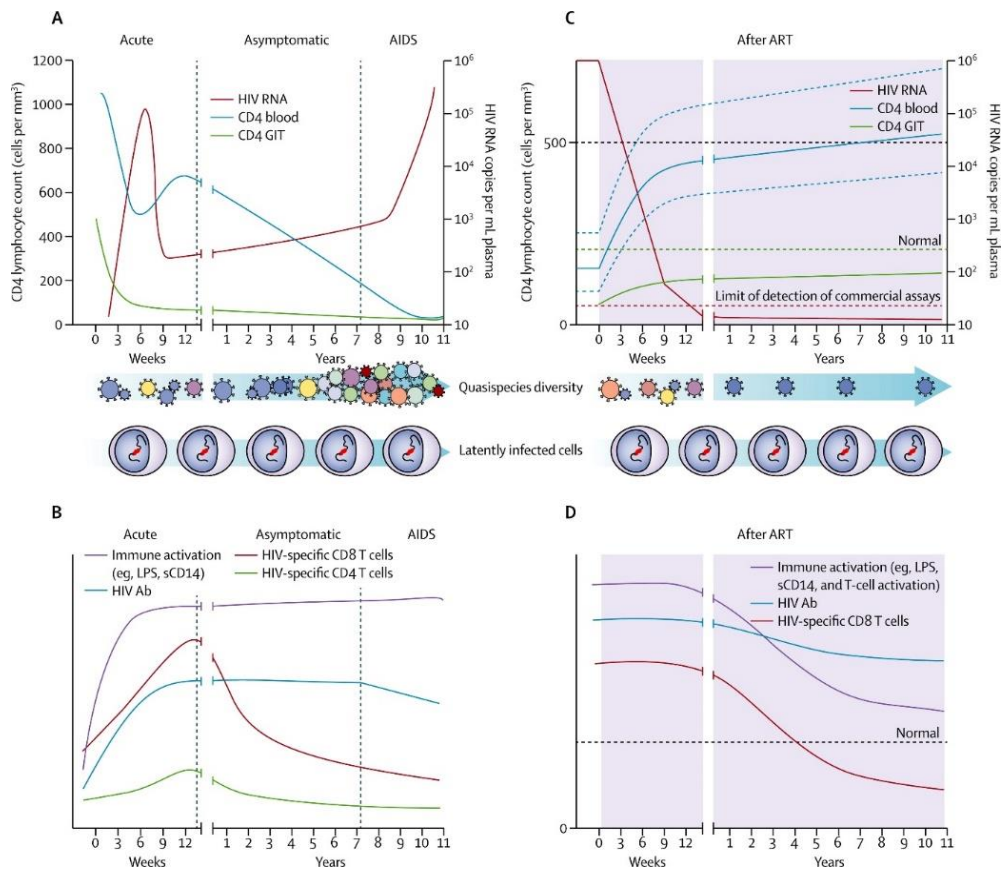 A
Acute
Asymptomatic
AIDS
CD4 lymphocyte count (cells per mm³)
1200
1000
800
600
400
200
0
HIV RNA
CD4 blood
CD4 GIT
10⁶
10⁵
10⁴
10³
10²
10
HIV RNA copies per mL plasma
0 3 6 9 12
1 2 3 4 5 6 7 8 9 10 11
Weeks
Years
C
After ART
CD4 lymphocyte count (cells per mm³)
500
0
HIV RNA
CD4 blood
CD4 GIT
Normal
Limit of detection of commercial assays
10⁶
10⁵
10⁴
10³
10²
10
HIV RNA copies per mL plasma
0 3 6 9 12
1 2 3 4 5 6 7 8 9 10 11
Weeks
Years
Quasispecies diversity
Latently infected cells
B
Acute
Asymptomatic
AIDS
Immune activation
(eg, LPS, sCD14)
HIV Ab
HIV-specific CD8 T cells
HIV-specific CD4 T cells
0
0 3 6 9 12
1 2 3 4 5 6 7 8 9 10 11
Weeks
Years
D
After ART
Immune activation (eg, LPS,
sCD14, and T-cell activation)
HIV Ab
HIV-specific CD8 T cells
Normal
0
0 3 6 9 12
1 2 3 4 5 6 7 8 9 10 11
Weeks
Years